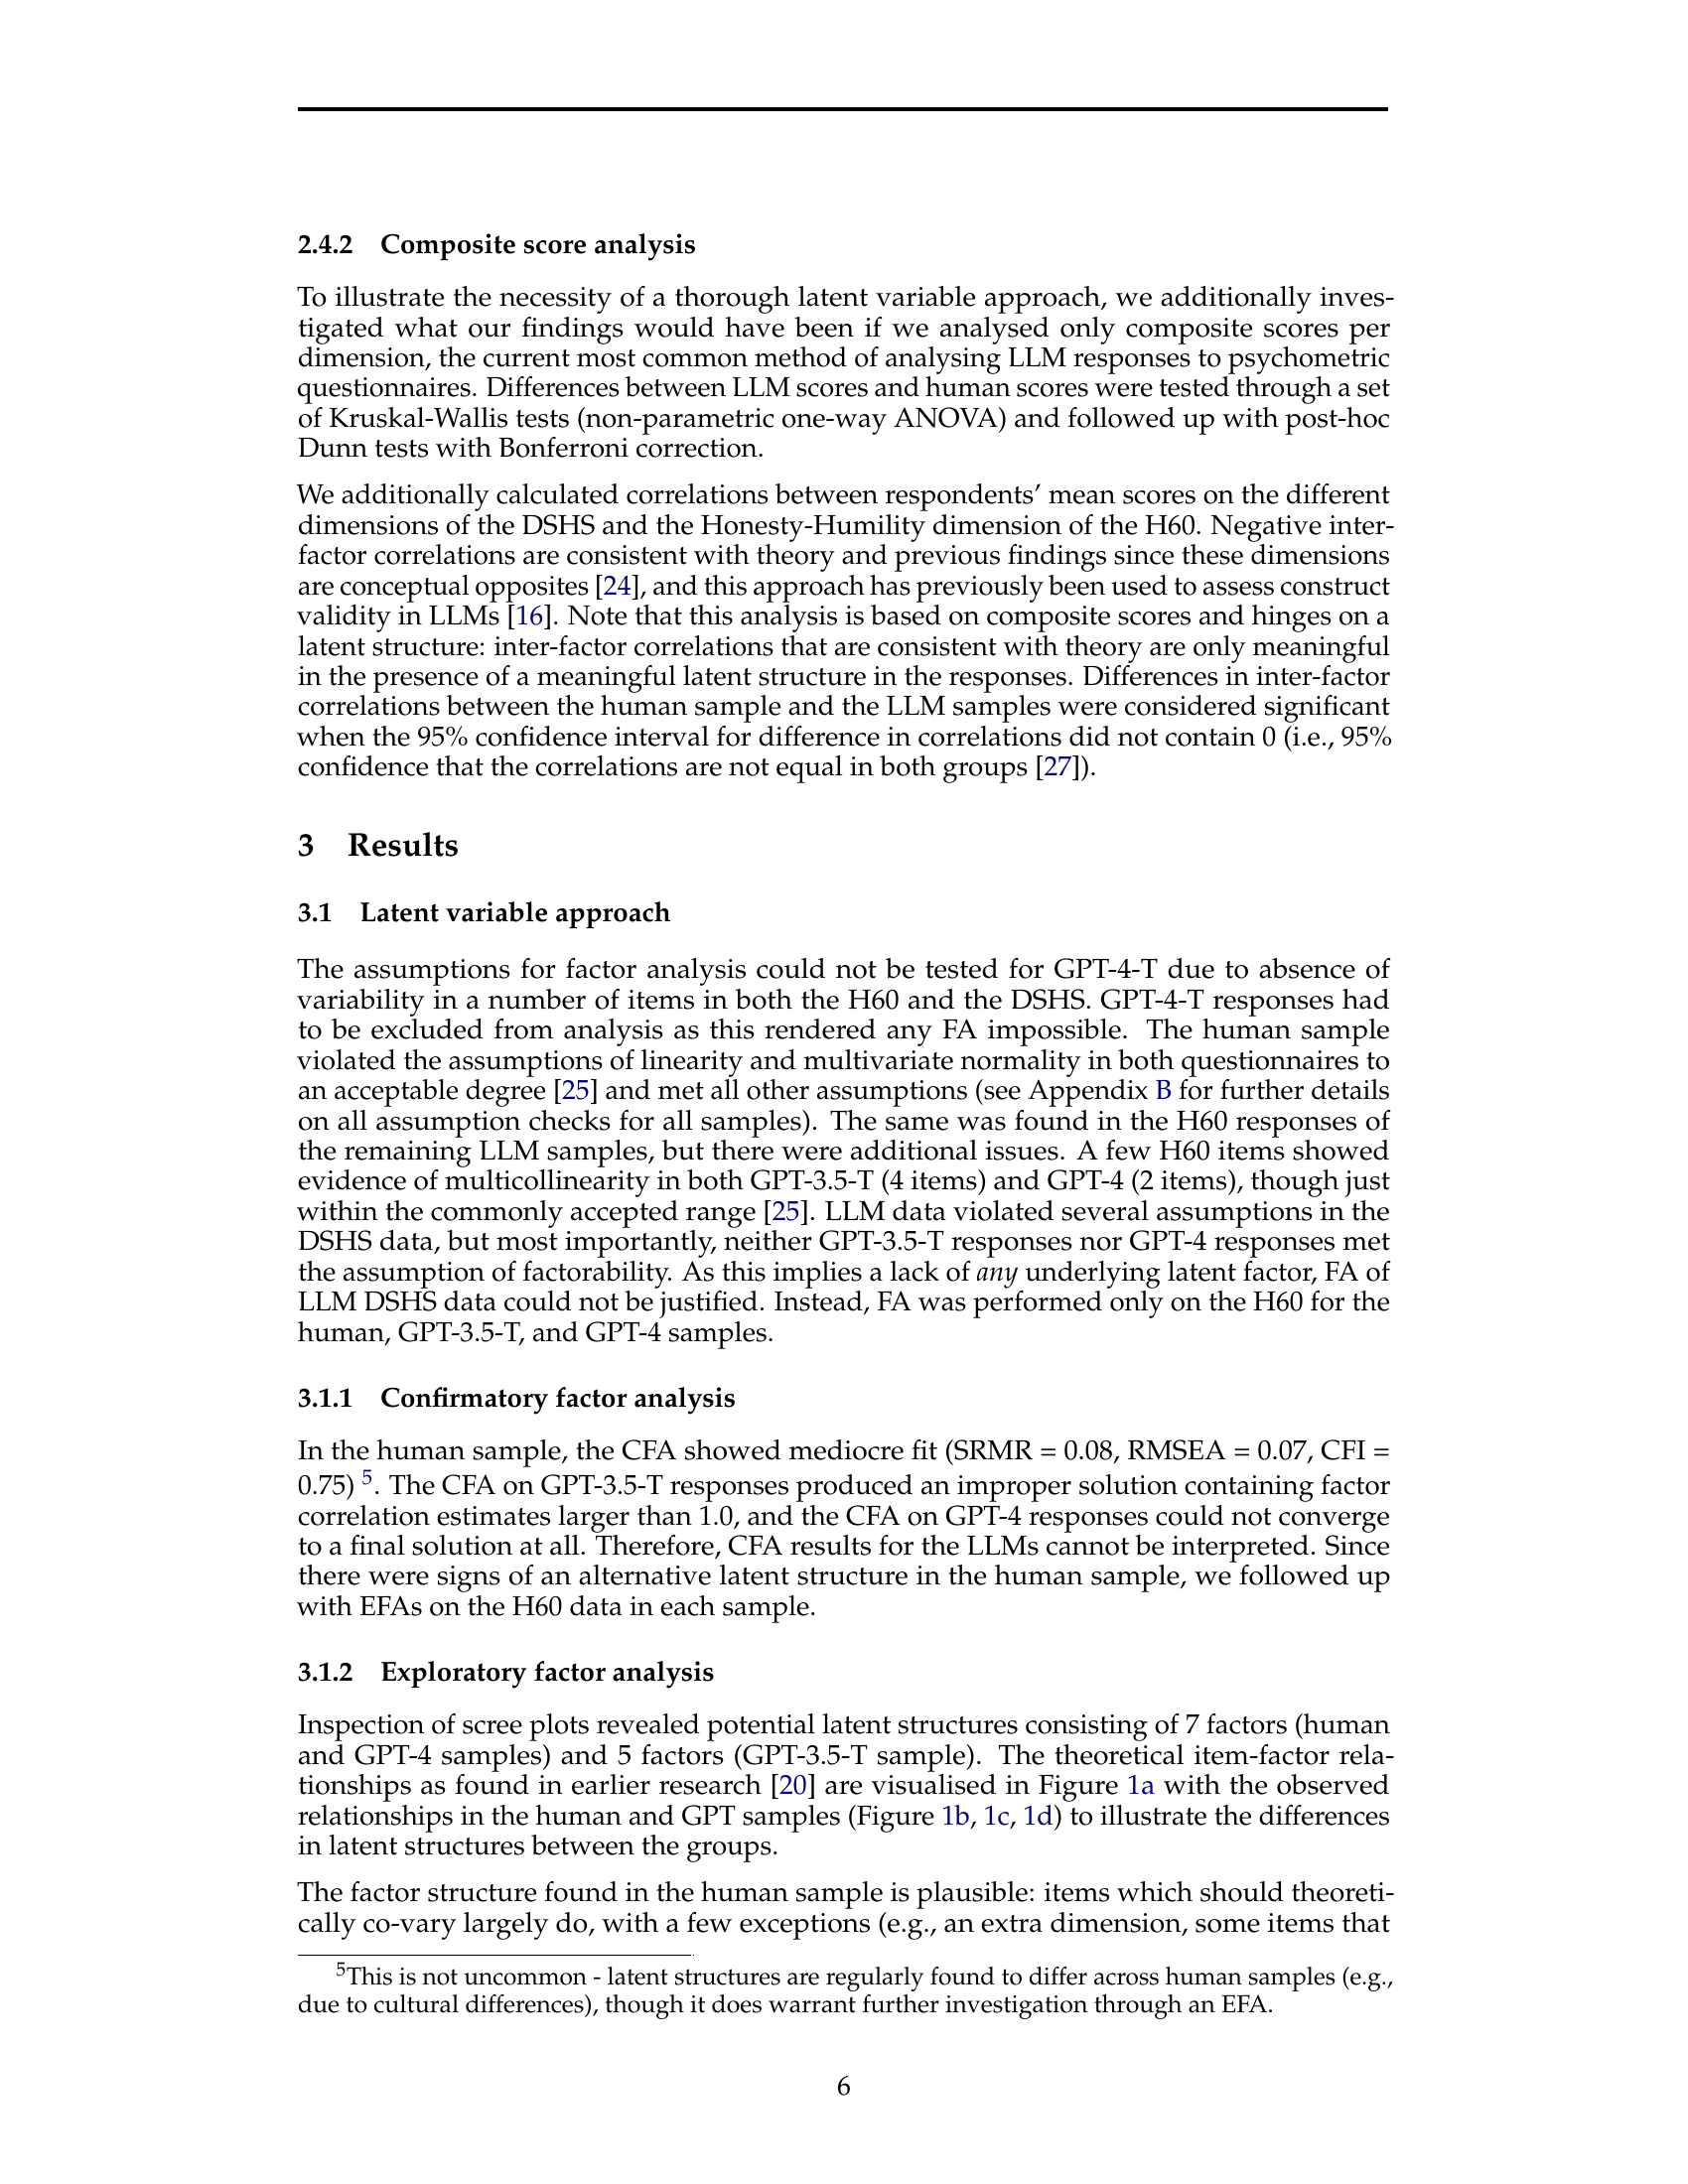 2.4.2 Composite score analysis
To illustrate the necessity of a thorough latent variable approach, we additionally inves-
tigated what our findings would have been if we analysed only composite scores per
dimension, the current most common method of analysing LLM responses to psychometric
questionnaires. Differences between LLM scores and human scores were tested through a set
of Kruskal-Wallis tests (non-parametric one-way ANOVA) and followed up with post-hoc
Dunn tests with Bonferroni correction.
We additionally calculated correlations between respondents' mean scores on the different
dimensions of the DSHS and the Honesty-Humility dimension of the H60. Negative inter-
factor correlations are consistent with theory and previous findings since these dimensions
are conceptual opposites [24], and this approach has previously been used to assess construct
validity in LLMs [16]. Note that this analysis is based on composite scores and hinges on a
latent structure: inter-factor correlations that are consistent with theory are only meaningful
in the presence of a meaningful latent structure in the responses. Differences in inter-factor
correlations between the human sample and the LLM samples were considered significant
when the 95% confidence interval for difference in correlations did not contain 0 (i.e., 95%
confidence that the correlations are not equal in both groups [27]).
3 Results
3.1 Latent variable approach
The assumptions for factor analysis could not be tested for GPT-4-T due to absence of
variability in a number of items in both the H60 and the DSHS. GPT-4-T responses had
to be excluded from analysis as this rendered any FA impossible. The human sample
violated the assumptions of linearity and multivariate normality in both questionnaires to
an acceptable degree [25] and met all other assumptions (see Appendix B for further details
on all assumption checks for all samples). The same was found in the H60 responses of
the remaining LLM samples, but there were additional issues. A few H60 items showed
evidence of multicollinearity in both GPT-3.5-T (4 items) and GPT-4 (2 items), though just
within the commonly accepted range [25]. LLM data violated several assumptions in the
DSHS data, but most importantly, neither GPT-3.5-T responses nor GPT-4 responses met
the assumption of factorability. As this implies a lack of any underlying latent factor, FA of
LLM DSHS data could not be justified. Instead, FA was performed only on the H60 for the
human, GPT-3.5-T, and GPT-4 samples.
3.1.1 Confirmatory factor analysis
In the human sample, the CFA showed mediocre fit (SRMR = 0.08, RMSEA = 0.07, CFI =
0.75) 5. The CFA on GPT-3.5-T responses produced an improper solution containing factor
correlation estimates larger than 1.0, and the CFA on GPT-4 responses could not converge
to a final solution at all. Therefore, CFA results for the LLMs cannot be interpreted. Since
there were signs of an alternative latent structure in the human sample, we followed up
with EFAs on the H60 data in each sample.
3.1.2 Exploratory factor analysis
Inspection of scree plots revealed potential latent structures consisting of 7 factors (human
and GPT-4 samples) and 5 factors (GPT-3.5-T sample). The theoretical item-factor rela-
tionships as found in earlier research [20] are visualised in Figure 1a with the observed
relationships in the human and GPT samples (Figure 1b, 1c, 1d) to illustrate the differences
in latent structures between the groups.
The factor structure found in the human sample is plausible: items which should theoreti-
cally co-vary largely do, with a few exceptions (e.g., an extra dimension, some items that
5This is not uncommon - latent structures are regularly found to differ across human samples (e.g.,
due to cultural differences), though it does warrant further investigation through an EFA.
6